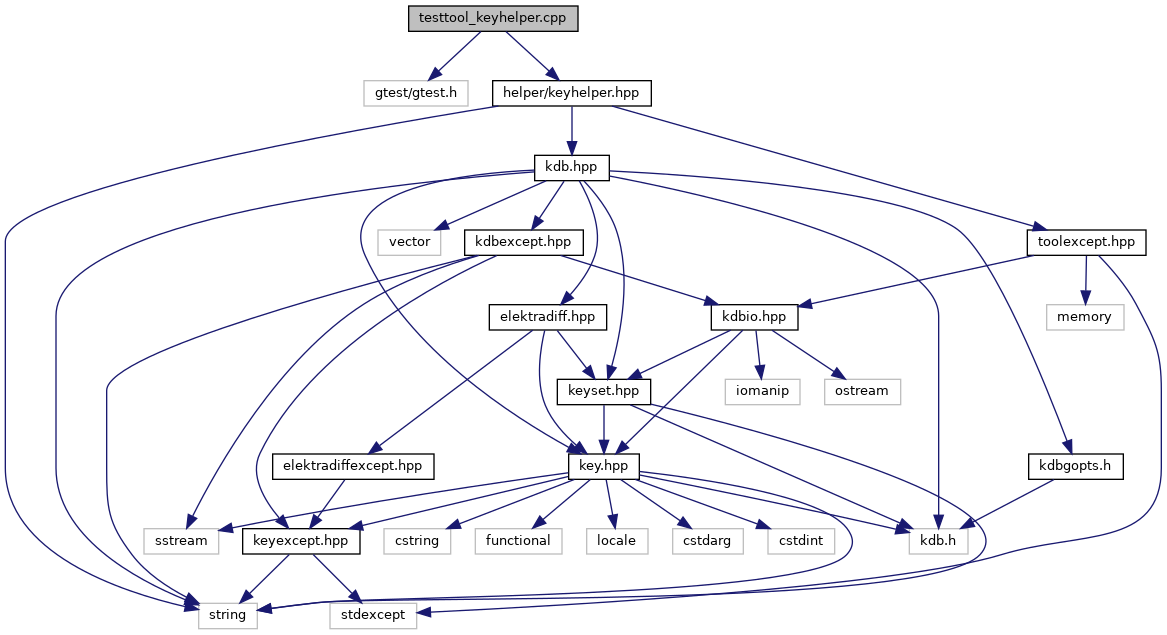 testtool_keyhelper.cpp
gtest/gtest.h
helper/keyhelper.hpp
kdb.hpp
vector
kdbexcept.hpp
toolexcept.hpp
elektradiff.hpp
kdbio.hpp
memory
keyset.hpp
iomanip
ostream
elektradiffexcept.hpp
key.hpp
kdbgopts.h
sstream
keyexcept.hpp
cstring
functional
locale
cstdarg
cstdint
kdb.h
string
stdexcept